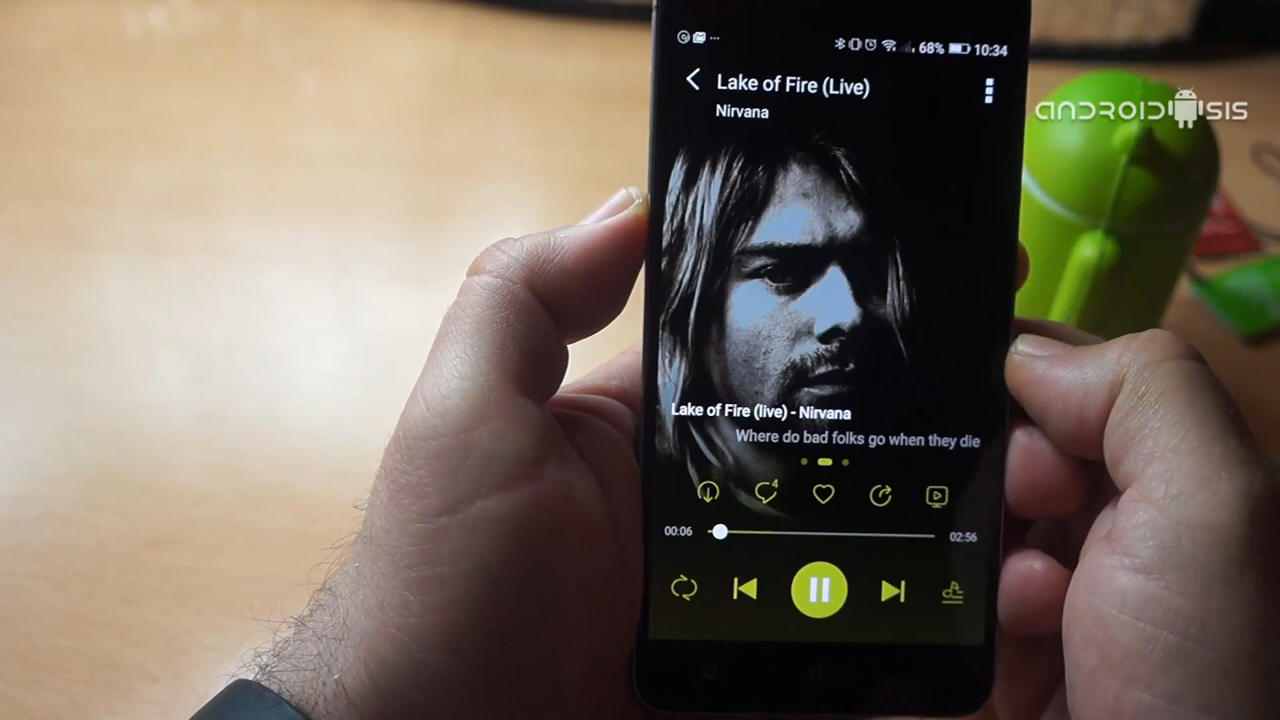 68% 10:34
Lake of Fire (Live)
Nirvana
ANDROIDSIS
Lake of Fire (live) - Nirvana
Where do bad folks go when they die
4
00:06
02:56